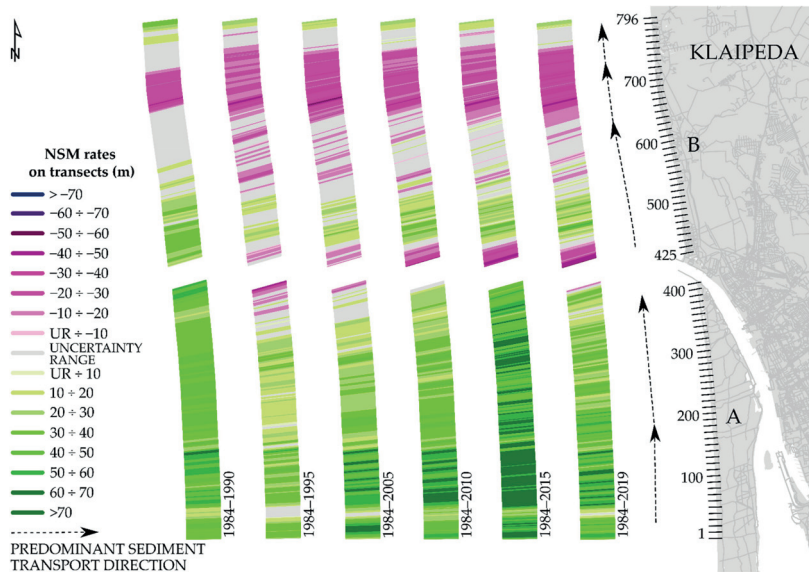 N
796
KLAIPEDA
700
600
B
500
425
400
300
200
A
100
1
NSM rates
on transects (m)
> −70
−60 ÷ −70
−50 ÷ −60
−40 ÷ −50
−30 ÷ −40
−20 ÷ −30
−10 ÷ −20
UR ÷ −10
UNCERTAINTY
RANGE
UR ÷ 10
10 ÷ 20
20 ÷ 30
30 ÷ 40
40 ÷ 50
50 ÷ 60
60 ÷ 70
>70
PREDOMINANT SEDIMENT
TRANSPORT DIRECTION
1984–1990
1984–1995
1984–2005
1984–2010
1984–2015
1984–2019